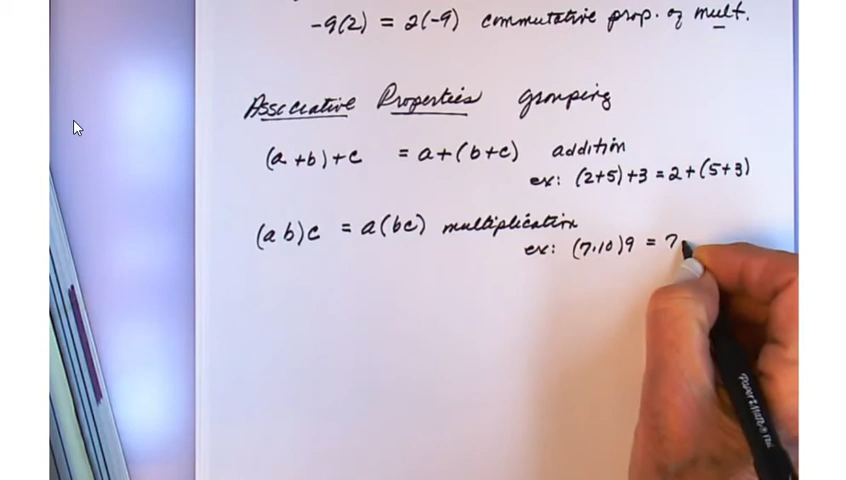 -9(2) = 2(-9) commutative prop. of mult.
Associative Properties grouping
(a+b)+c = a+(b+c) addition
ex: (2+5)+3 = 2+(5+3)
(ab)c = a(bc) multiplication
ex: (7·10)9 = 7
PaperMate